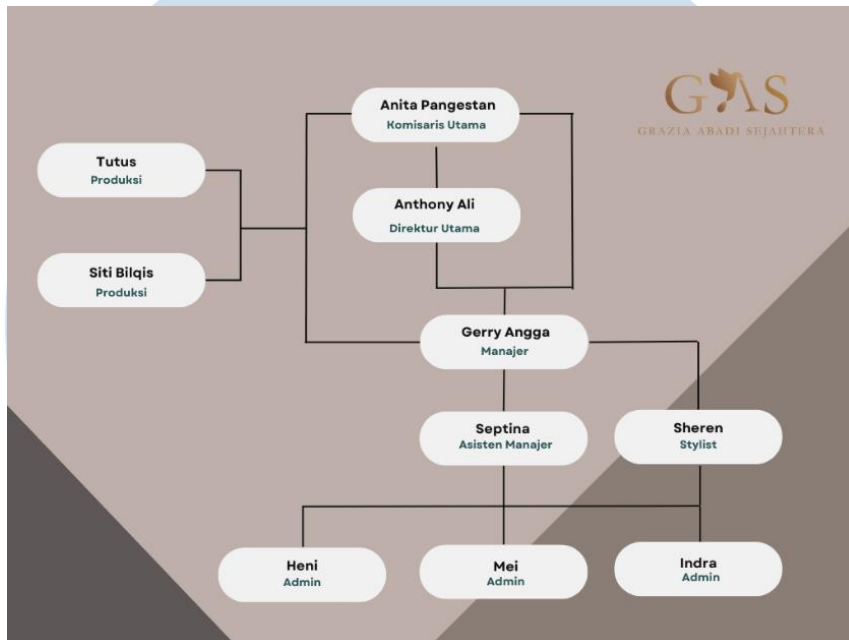 Anita Pangestan
Komisaris Utama
GAS
GRAZIA ABADI SEJAHTERA
Tutus
Produksi
Anthony Ali
Direktur Utama
Siti Bilqis
Produksi
Gerry Angga
Manajer
Septina
Asisten Manajer
Sheren
Stylist
Heni
Admin
Mei
Admin
Indra
Admin